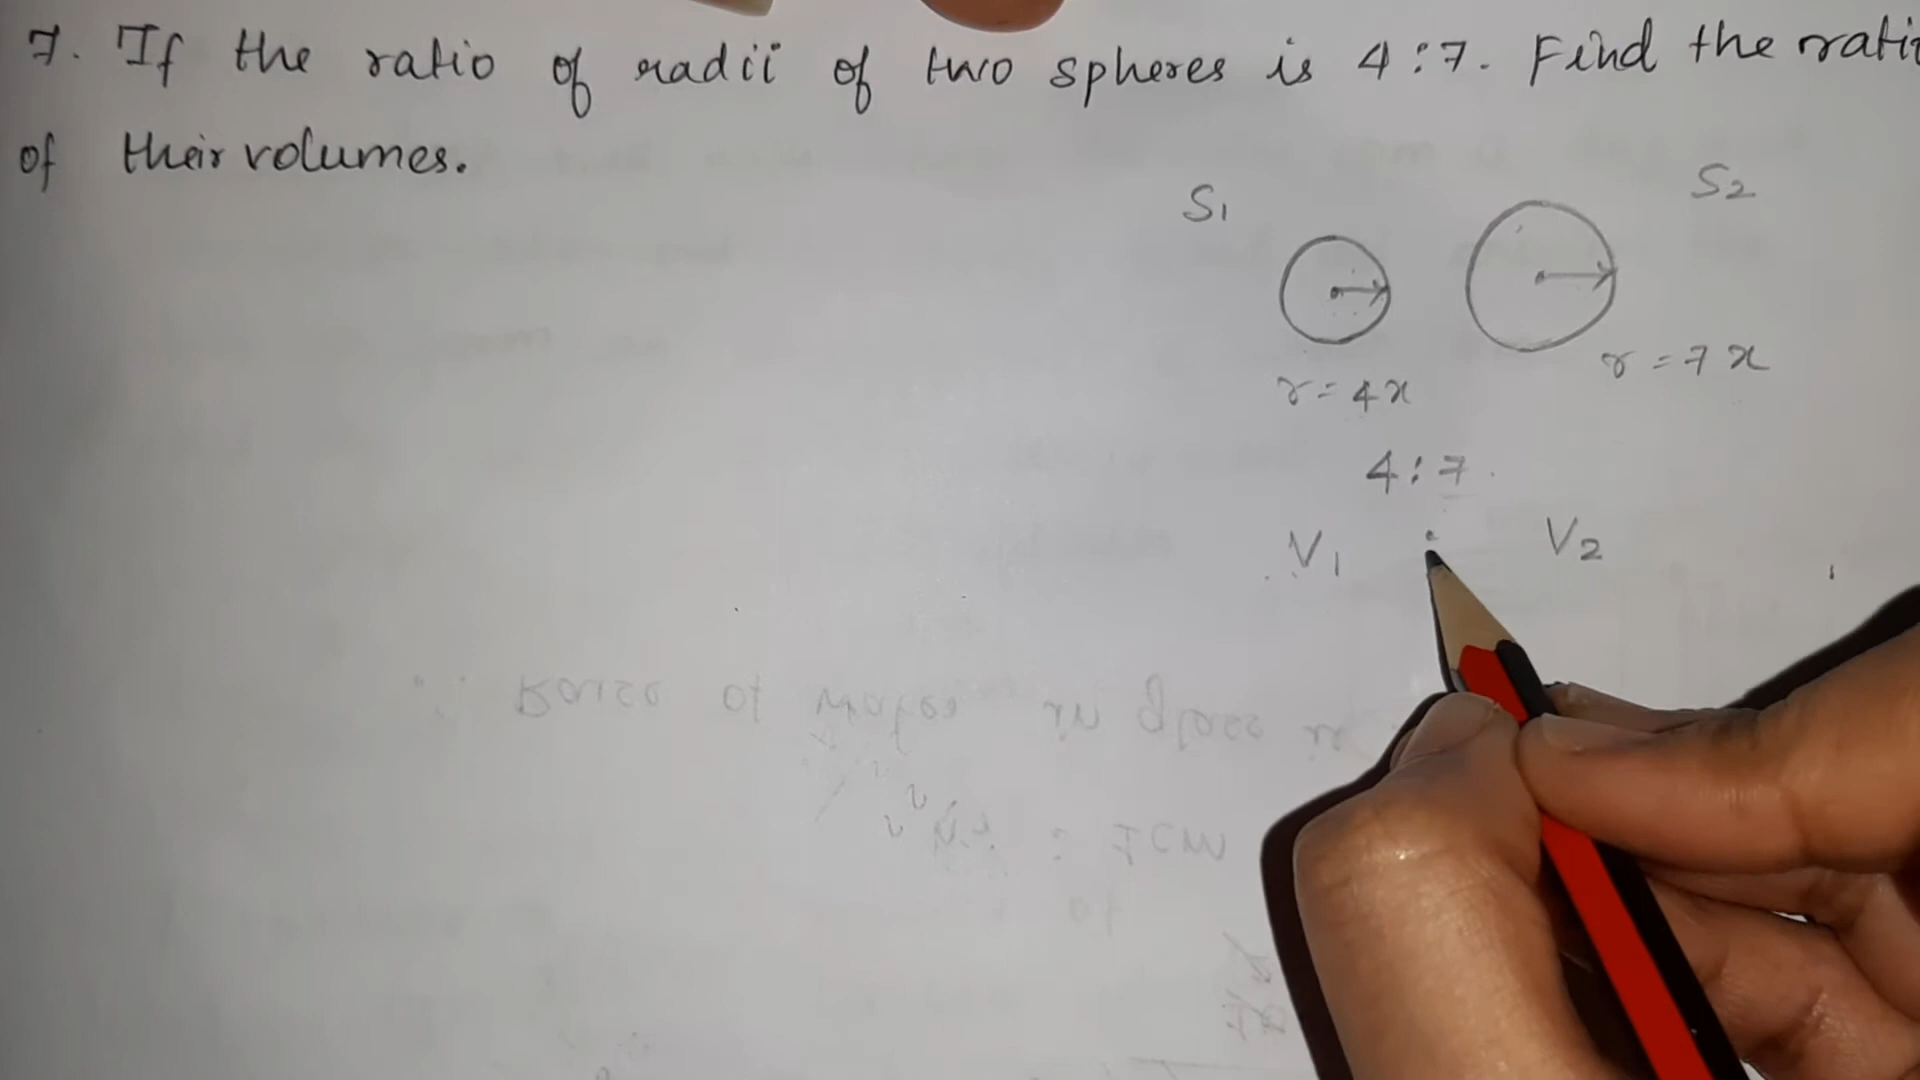 7. If the ratio of radii of two spheres is 4:7. Find the ratio
of their volumes.
S1 S2
r = 4x r = 7x
4:7.
V1 : V2